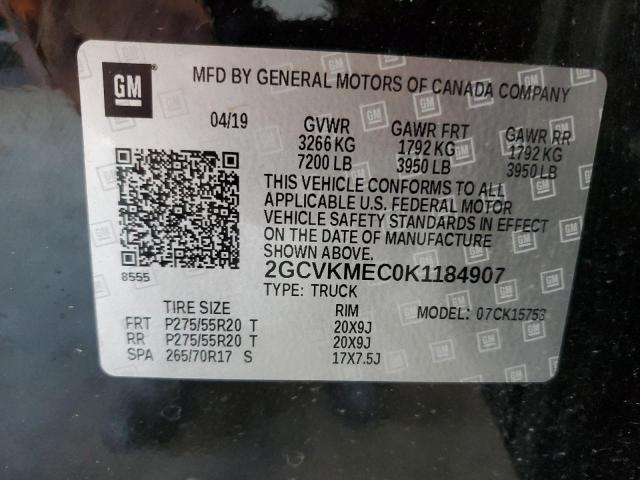 GM
MFD BY GENERAL MOTORS OF CANADA COMPANY
04/19 GVWR GAWR FRT GAWR RR
3266 KG 1792 KG 1792 KG
7200 LB 3950 LB 3950 LB
THIS VEHICLE CONFORMS TO ALL
APPLICABLE U.S. FEDERAL MOTOR
VEHICLE SAFETY STANDARDS IN EFFECT
ON THE DATE OF MANUFACTURE
SHOWN ABOVE.
8555
2GCVKMEC0K1184907
TYPE: TRUCK
TIRE SIZE RIM MODEL: 07CK15753
FRT P275/55R20 T 20X9J
RR P275/55R20 T 20X9J
SPA 265/70R17 S 17X7.5J